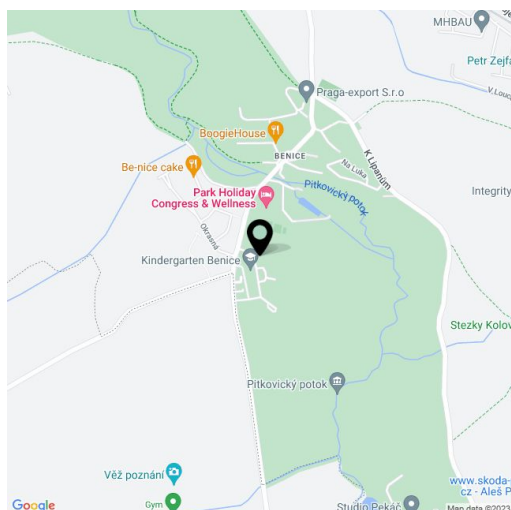 MHBAU
Petr Zejfa
Praga-export S.r.o
V Louc
BoogieHouse
K Lipanům
BENICE
Be-nice cake
Na Luka
Pitkovický potok
Park Holiday
Congress & Wellness
Integrity
Okrasná
Kindergarten Benice
Stezky Kolov
Pitkovický potok
Věž poznání
www.skoda-
cz - Aleš P
Gym
Studio Pekáč
Google
Map data ©2023